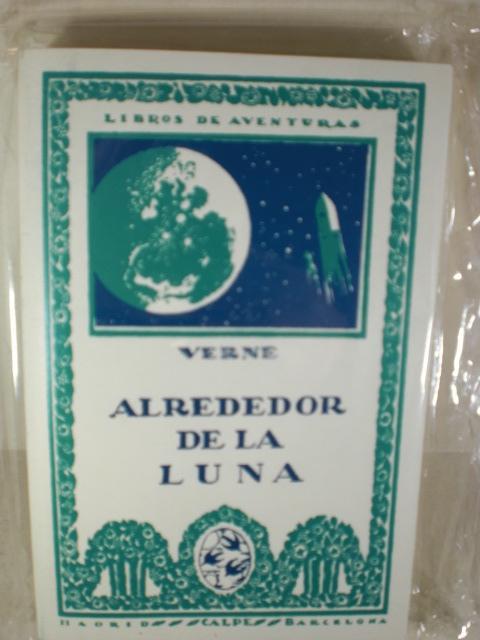 LIBROS DE AVENTURAS
VERNE
ALREDEDOR
DE LA
LUNA
MADRID CALPE BARCELONA